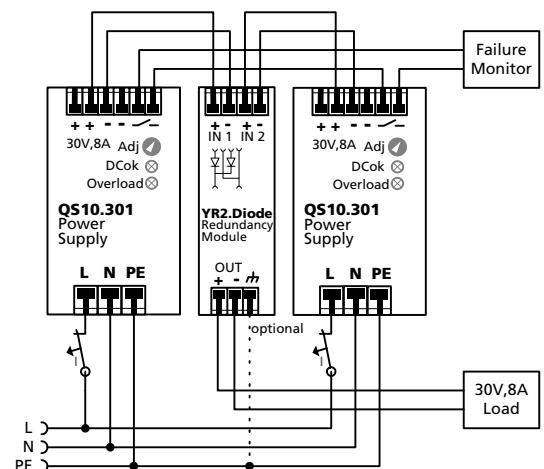 Failure
Monitor
+ + - -
30V,8A Adj
DCok
Overload
QS10.301
Power
Supply
L N PE
+ - + -
IN 1 IN 2
YR2.Diode
Redundancy
Module
OUT
+ -
optional
+ + - -
30V,8A Adj
DCok
Overload
QS10.301
Power
Supply
L N PE
I
I
30V,8A
Load
L
N
PE